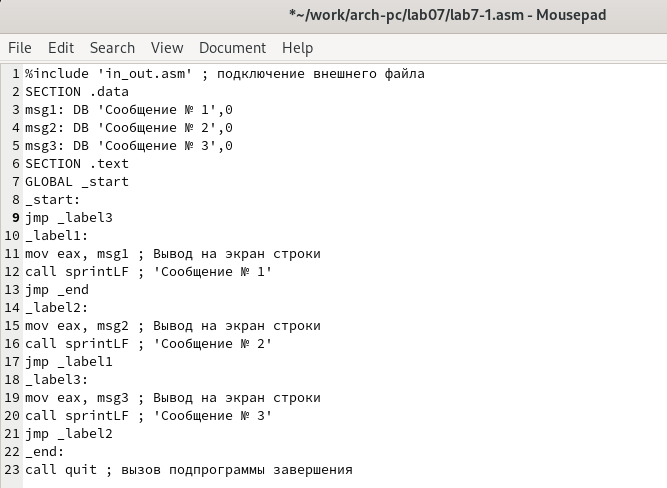 *~/work/arch-pc/lab07/lab7-1.asm - Mousepad
File Edit Search View Document Help
1 %include 'in_out.asm' ; подключение внешнего файла
2 SECTION .data
3 msg1: DB 'Сообщение № 1',0
4 msg2: DB 'Сообщение № 2',0
5 msg3: DB 'Сообщение № 3',0
6 SECTION .text
7 GLOBAL _start
8 _start:
9 jmp _label3
10 _label1:
11 mov eax, msg1 ; Вывод на экран строки
12 call sprintLF ; 'Сообщение № 1'
13 jmp _end
14 _label2:
15 mov eax, msg2 ; Вывод на экран строки
16 call sprintLF ; 'Сообщение № 2'
17 jmp _label1
18 _label3:
19 mov eax, msg3 ; Вывод на экран строки
20 call sprintLF ; 'Сообщение № 3'
21 jmp _label2
22 _end:
23 call quit ; вызов подпрограммы завершения